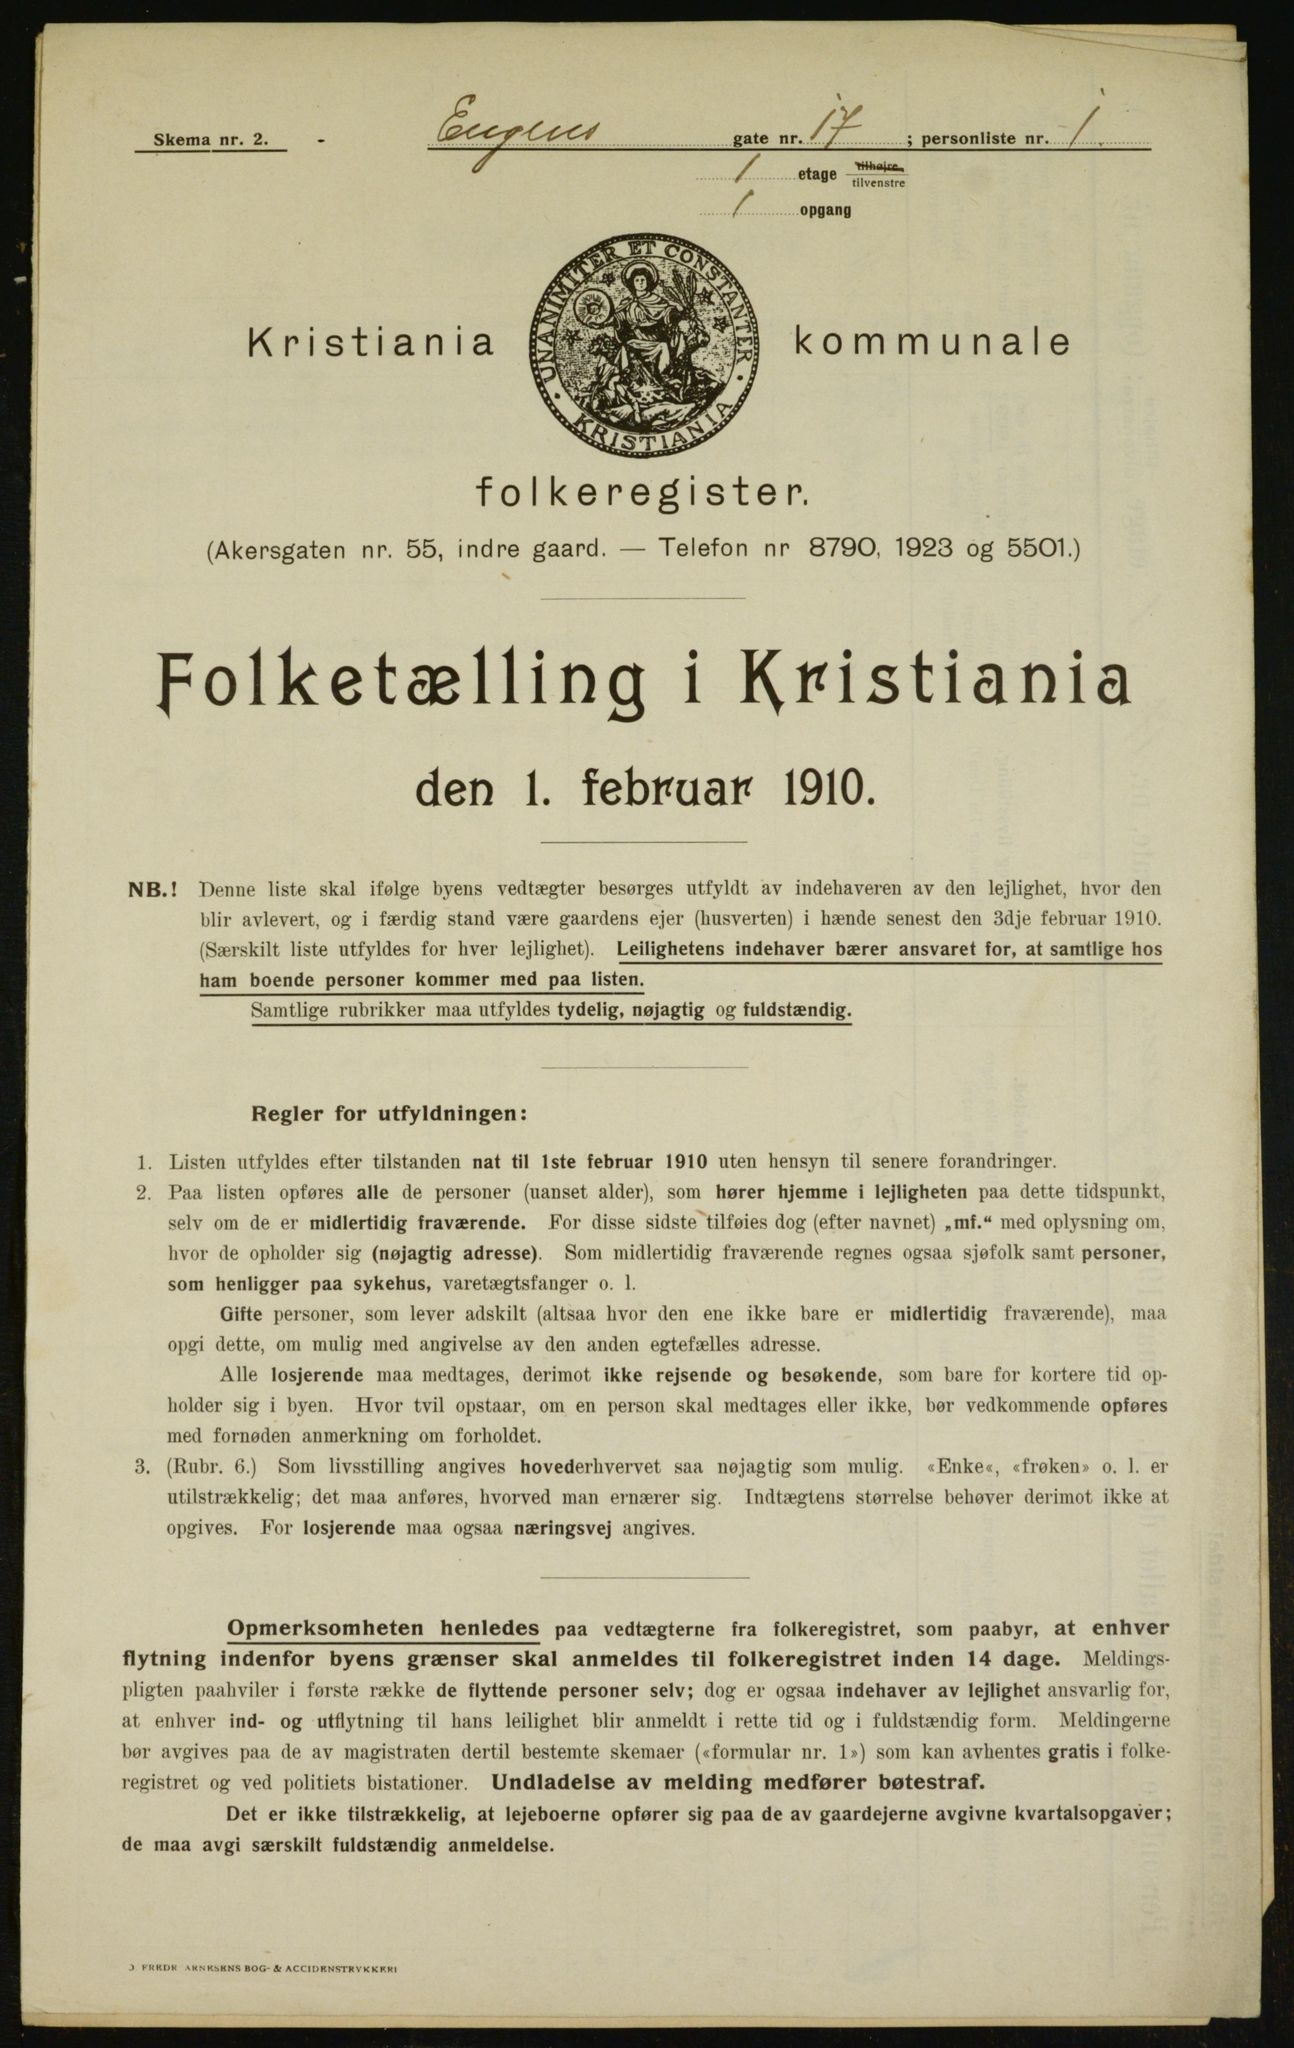 Skema nr. 2. - Eugens gate nr. 17 ; personliste nr. 1
1 etage tilhøjre
tilvenstre
1 opgang
UNANIMITER ET CONSTANTER · KRISTIANIA ·
Kristiania kommunale
folkeregister.
(Akersgaten nr. 55, indre gaard. — Telefon nr 8790, 1923 og 5501.)
Folketælling i Kristiania
den 1. februar 1910.
NB.! Denne liste skal ifølge byens vedtægter besørges utfyldt av indehaveren av den lejlighet, hvor den
blir avlevert, og i færdig stand være gaardens ejer (husverten) i hænde senest den 3dje februar 1910.
(Særskilt liste utfyldes for hver lejlighet). Leilighetens indehaver bærer ansvaret for, at samtlige hos
ham boende personer kommer med paa listen.
Samtlige rubrikker maa utfyldes tydelig, nøjagtig og fuldstændig.
Regler for utfyldningen:
1. Listen utfyldes efter tilstanden nat til 1ste februar 1910 uten hensyn til senere forandringer.
2. Paa listen opføres alle de personer (uanset alder), som hører hjemme i lejligheten paa dette tidspunkt,
selv om de er midlertidig fraværende. For disse sidste tilføies dog (efter navnet) „mf.“ med oplysning om,
hvor de opholder sig (nøjagtig adresse). Som midlertidig fraværende regnes ogsaa sjøfolk samt personer,
som henligger paa sykehus, varetægtsfanger o. l.
Gifte personer, som lever adskilt (altsaa hvor den ene ikke bare er midlertidig fraværende), maa
opgi dette, om mulig med angivelse av den anden egtefælles adresse.
Alle losjerende maa medtages, derimot ikke rejsende og besøkende, som bare for kortere tid op-
holder sig i byen. Hvor tvil opstaar, om en person skal medtages eller ikke, bør vedkommende opføres
med fornøden anmerkning om forholdet.
3. (Rubr. 6.) Som livsstilling angives hovederhvervet saa nøjagtig som mulig. «Enke«, «frøken» o. l. er
utilstrækkelig; det maa anføres, hvorved man ernærer sig. Indtægtens størrelse behøver derimot ikke at
opgives. For losjerende maa ogsaa næringsvej angives.
Opmerksomheten henledes paa vedtægterne fra folkeregistret, som paabyr, at enhver
flytning indenfor byens grænser skal anmeldes til folkeregistret inden 14 dage. Meldings-
pligten paahviler i første række de flyttende personer selv; dog er ogsaa indehaver av lejlighet ansvarlig for,
at enhver ind- og utflytning til hans leilighet blir anmeldt i rette tid og i fuldstændig form. Meldingerne
bør avgives paa de av magistraten dertil bestemte skemaer («formular nr. 1») som kan avhentes gratis i folke-
registret og ved politiets bistationer. Undladelse av melding medfører bøtestraf.
Det er ikke tilstrækkelig, at lejeboerne opfører sig paa de av gaardejerne avgivne kvartalsopgaver;
de maa avgi særskilt fuldstændig anmeldelse.
J. FREDR ARNESENS BOG- & ACCIDENSTRYKKERI